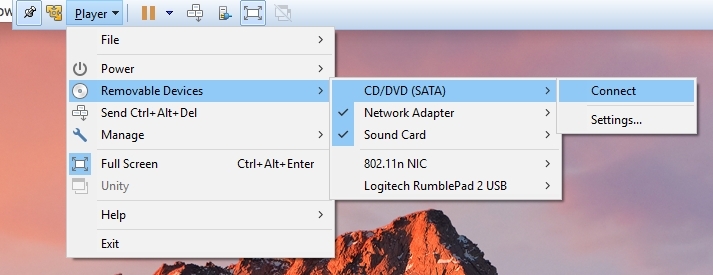 ow
Player
File
Power
Removable Devices
Send Ctrl+Alt+Del
Manage
Full Screen Ctrl+Alt+Enter
Unity
Help
Exit
CD/DVD (SATA)
Network Adapter
Sound Card
802.11n NIC
Logitech RumblePad 2 USB
Connect
Settings...